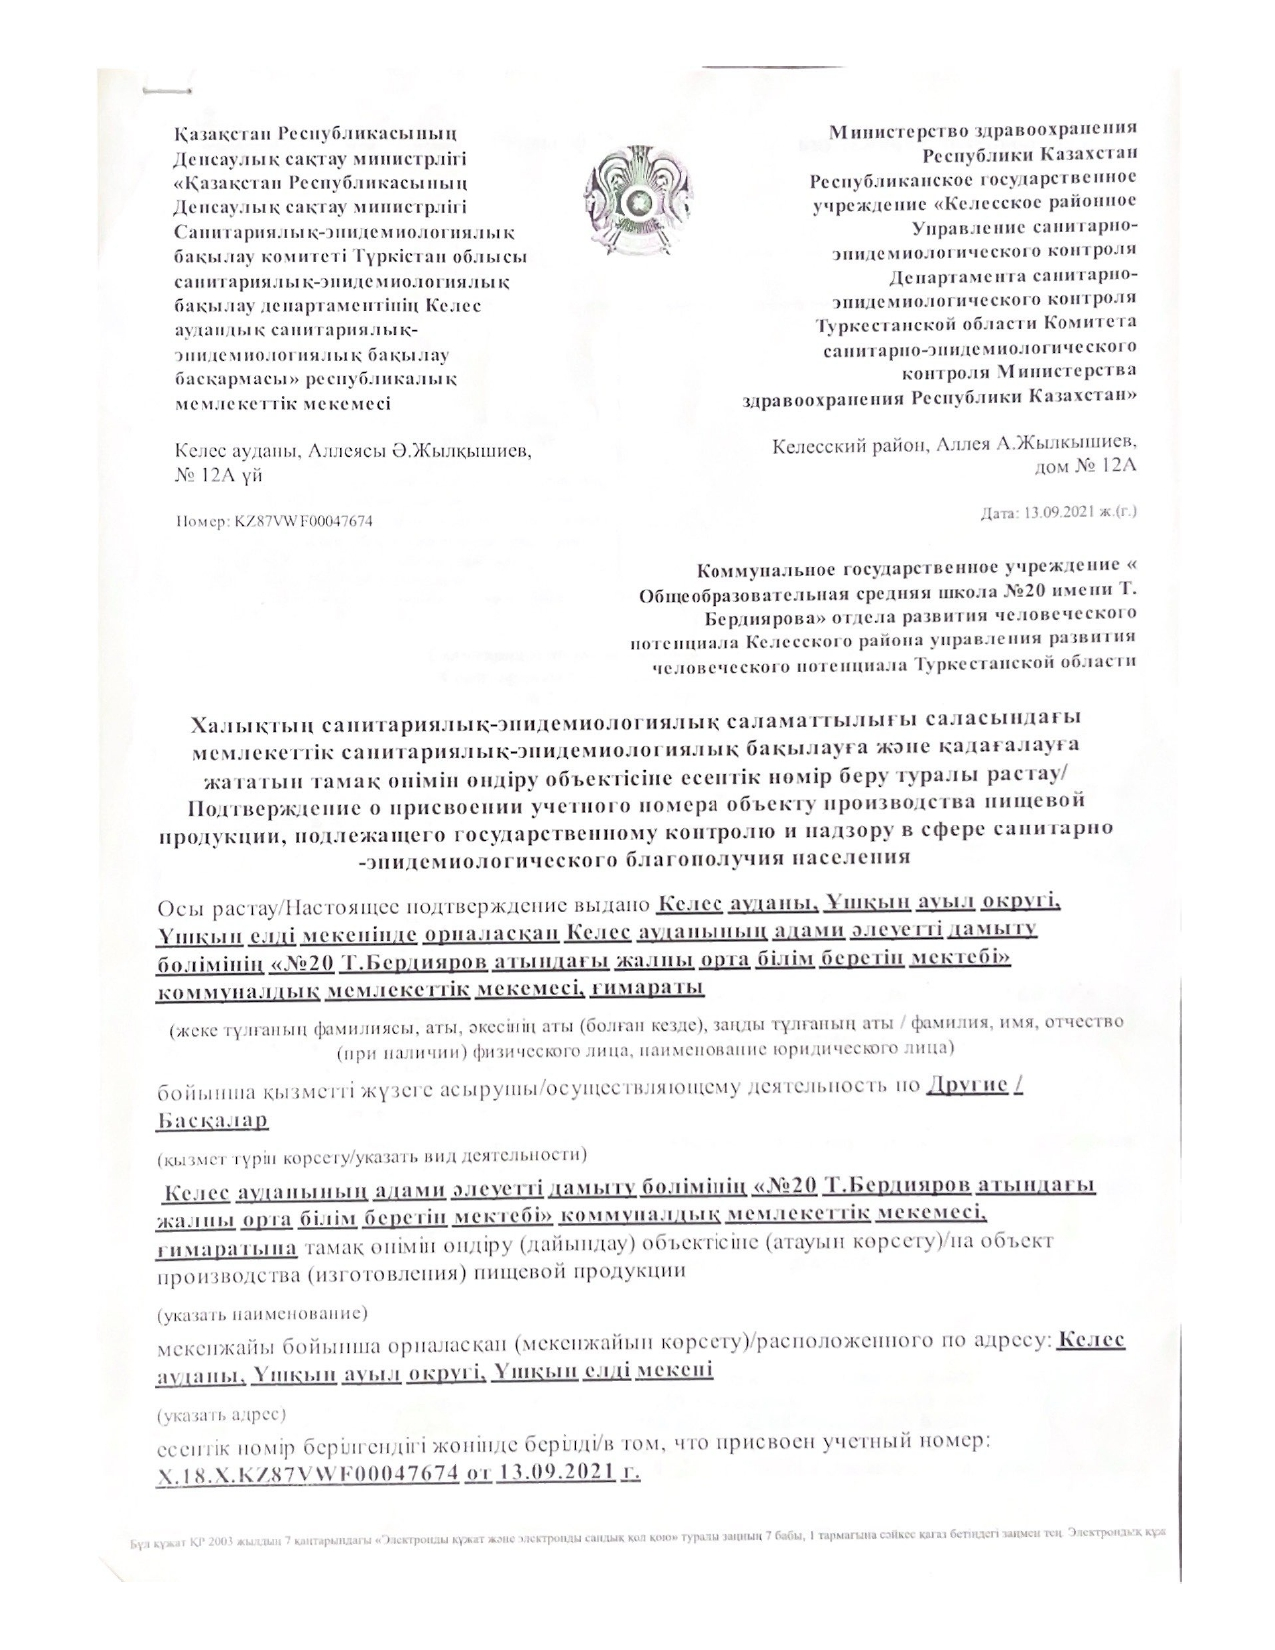 Қазақстан Республикасының
Денсаулық сақтау министрлігі
«Қазақстан Республикасының
Денсаулық сақтау министрлігі
Санитариялық-эпидемиологиялық
бақылау комитеті Түркістан облысы
санитариялық-эпидемиологиялық
бақылау департаментінің Келес
аудандық санитариялық-
эпидемиологиялық бақылау
басқармасы» республикалық
мемлекеттік мекемесі
Министерство здравоохранения
Республики Казахстан
Республиканское государственное
учреждение «Келесское районное
Управление санитарно-
эпидемиологического контроля
Департамента санитарно-
эпидемиологического контроля
Туркестанской области Комитета
санитарно-эпидемиологического
контроля Министерства
здравоохранения Республики Казахстан»
Келес ауданы, Аллеясы Ә.Жылқышиев,
№ 12А үй
Келесский район, Аллея А.Жылкышиев,
дом № 12А
Номер: KZ87VWF00047674
Дата: 13.09.2021 ж.(г.)
Коммунальное государственное учреждение «
Общеобразовательная средняя школа №20 имени Т.
Бердиярова» отдела развития человеческого
потенциала Келесского района управления развития
человеческого потенциала Туркестанской области
Халықтың санитариялық-эпидемиологиялық саламаттылығы саласындағы
мемлекеттік санитариялық-эпидемиологиялық бақылауға және қадағалауға
жататын тамақ өнімін өндіру объектісіне есептік нөмір беру туралы растау/
Подтверждение о присвоении учетного номера объекту производства пищевой
продукции, подлежащего государственному контролю и надзору в сфере санитарно
-эпидемиологического благополучия населения
Осы растау/Настоящее подтверждение выдано Келес ауданы, Ұшқын ауыл округі,
Ұшқын елді мекенінде орналасқан Келес ауданының адами әлеуетті дамыту
бөлімінің «№20 Т.Бердияров атындағы жалпы орта білім беретін мектебі»
коммуналдық мемлекеттік мекемесі, ғимараты
(жеке тұлғаның фамилиясы, аты, әкесінің аты (болған кезде), заңды тұлғаның аты / фамилия, имя, отчество
(при наличии) физического лица, наименование юридического лица)
бойынша қызметті жүзеге асырушы/осуществляющему деятельность по Другие /
Басқалар
(қызмет түрін көрсету/указать вид деятельности)
Келес ауданының адами әлеуетті дамыту бөлімінің «№20 Т.Бердияров атындағы
жалпы орта білім беретін мектебі» коммуналдық мемлекеттік мекемесі,
ғимаратына тамақ өнімін өндіру (дайындау) объектісіне (атауын көрсету)/на объект
производства (изготовления) пищевой продукции
(указать наименование)
мекенжайы бойынша орналасқан (мекенжайын көрсету)/расположенного по адресу: Келес
ауданы, Ұшқын ауыл округі, Ұшқын елді мекені
(указать адрес)
есептік нөмір берілгендігі жөнінде берілді/в том, что присвоен учетный номер:
X.18.X.KZ87VWF00047674 от 13.09.2021 г.
Бұл құжат ҚР 2003 жылдың 7 қаңтарындағы «Электронды құжат және электронды сандық қол қою» туралы заңның 7 бабы, 1 тармағына сәйкес қағаз бетіндегі заңмен тең. Электрондық құж